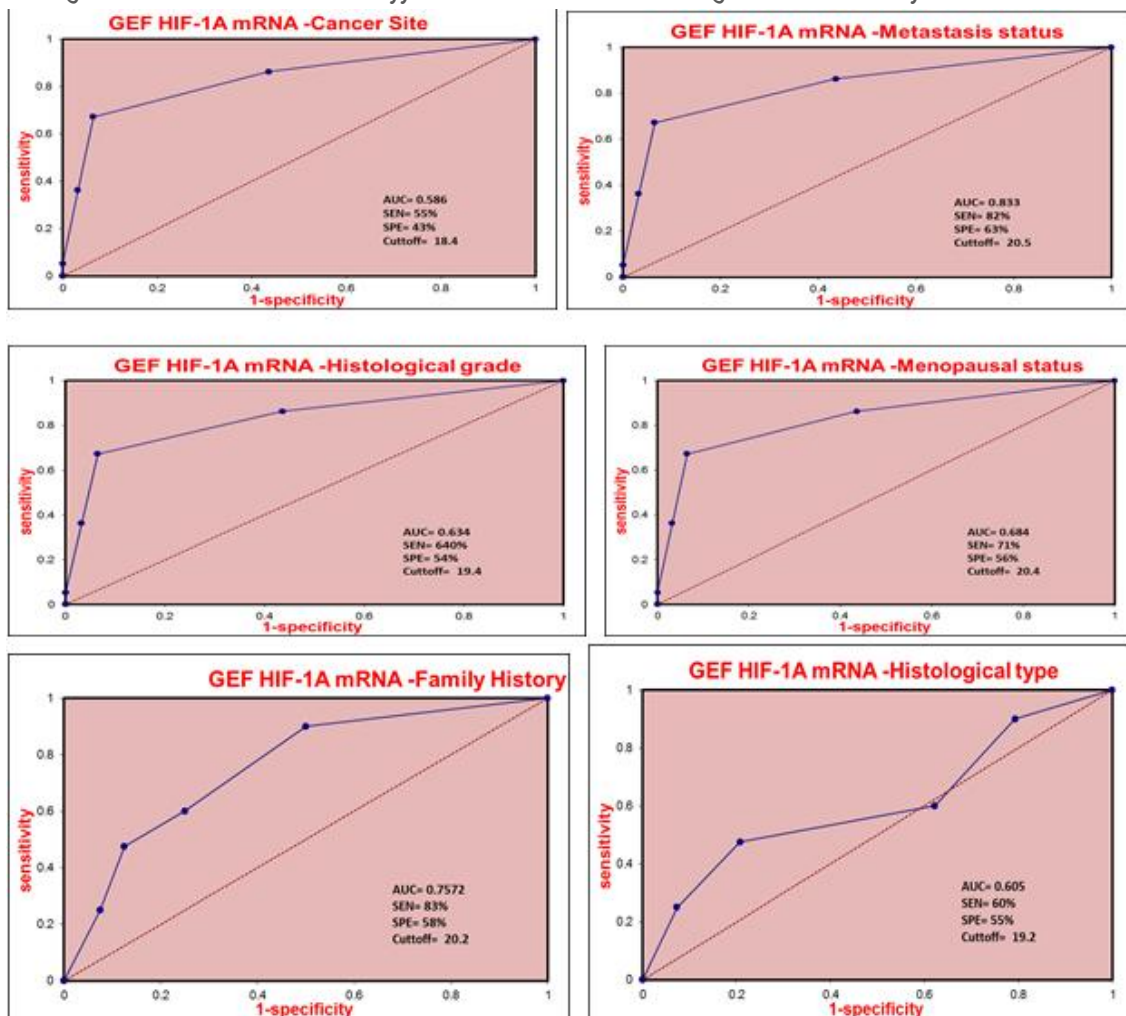 GEF HIF-1A mRNA -Cancer Site
1
0.8
0.6
0.4
0.2
0
sensitivity
AUC= 0.586
SEN= 55%
SPE= 43%
Cuttoff= 18.4
0
0.2
0.4
0.6
0.8
1
1-specificity
GEF HIF-1A mRNA -Metastasis status
1
0.8
0.6
0.4
0.2
0
sensitivity
AUC= 0.833
SEN= 82%
SPE= 63%
Cuttoff= 20.5
0
0.2
0.4
0.6
0.8
1
1-specificity
GEF HIF-1A mRNA -Histological grade
1
0.8
0.6
0.4
0.2
0
sensitivity
AUC= 0.634
SEN= 640%
SPE= 54%
Cuttoff= 19.4
0
0.2
0.4
0.6
0.8
1
1-specificity
GEF HIF-1A mRNA -Menopausal status
1
0.8
0.6
0.4
0.2
0
sensitivity
AUC= 0.684
SEN= 71%
SPE= 56%
Cuttoff= 20.4
0
0.2
0.4
0.6
0.8
1
1-specificity
GEF HIF-1A mRNA -Family History
1
0.8
0.6
0.4
0.2
0
sensitivity
AUC= 0.7572
SEN= 83%
SPE= 58%
Cuttoff= 20.2
0
0.2
0.4
0.6
0.8
1
1-specificity
GEF HIF-1A mRNA -Histological type
1
0.8
0.6
0.4
0.2
0
sensitivity
AUC= 0.605
SEN= 60%
SPE= 55%
Cuttoff= 19.2
0
0.2
0.4
0.6
0.8
1
1-specificity